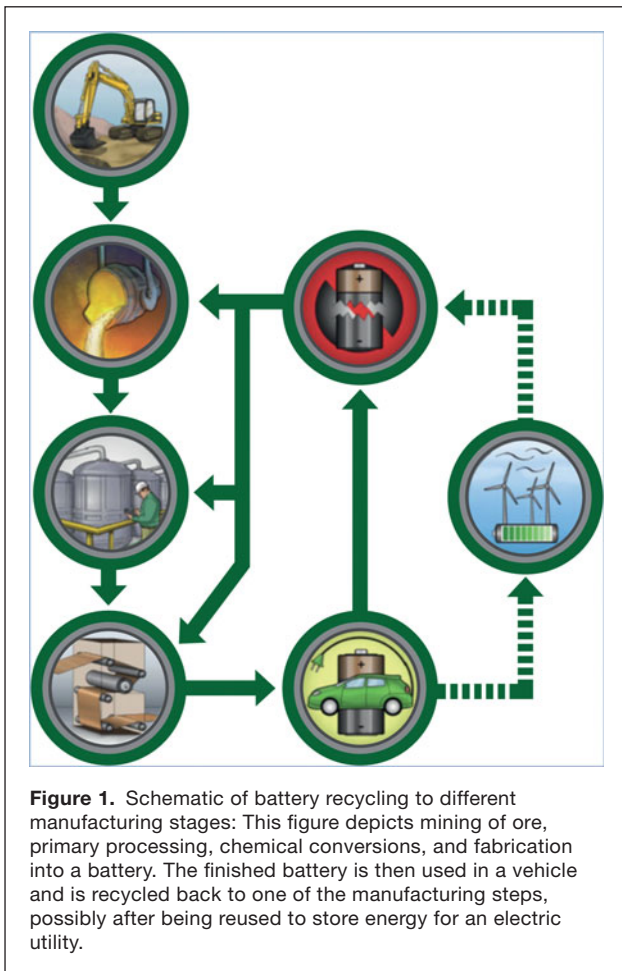 Figure 1. Schematic of battery recycling to different
manufacturing stages: This figure depicts mining of ore,
primary processing, chemical conversions, and fabrication
into a battery. The finished battery is then used in a vehicle
and is recycled back to one of the manufacturing steps,
possibly after being reused to store energy for an electric
utility.